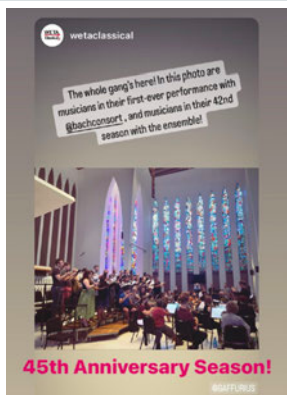 wetaclassical
The whole gang's here! In this photo are
musicians in their first-ever performance with
@bachconsort, and musicians in their 42nd
season with the ensemble!
45th Anniversary Season!
@GAFFURIUS